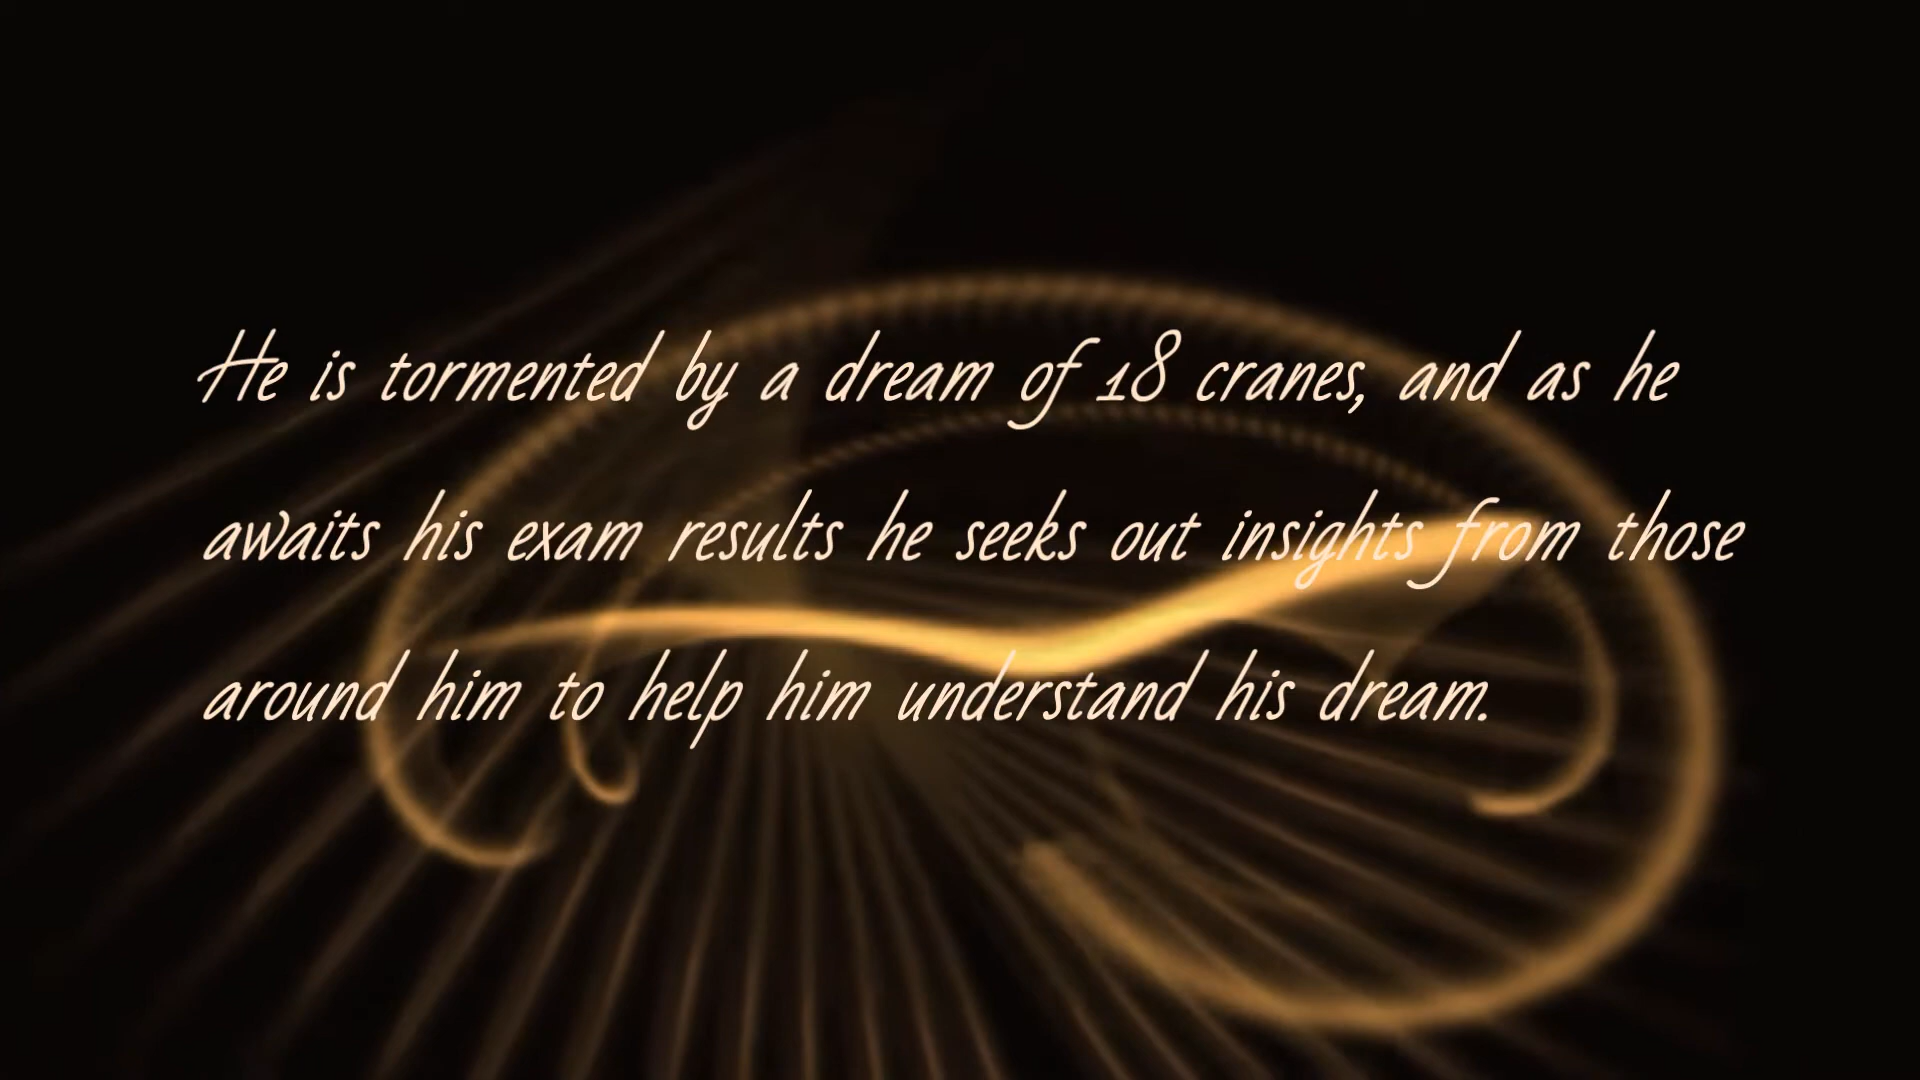 He is tormented by a dream of 18 cranes, and as he
awaits his exam results he seeks out insights from those
around him to help him understand his dream.